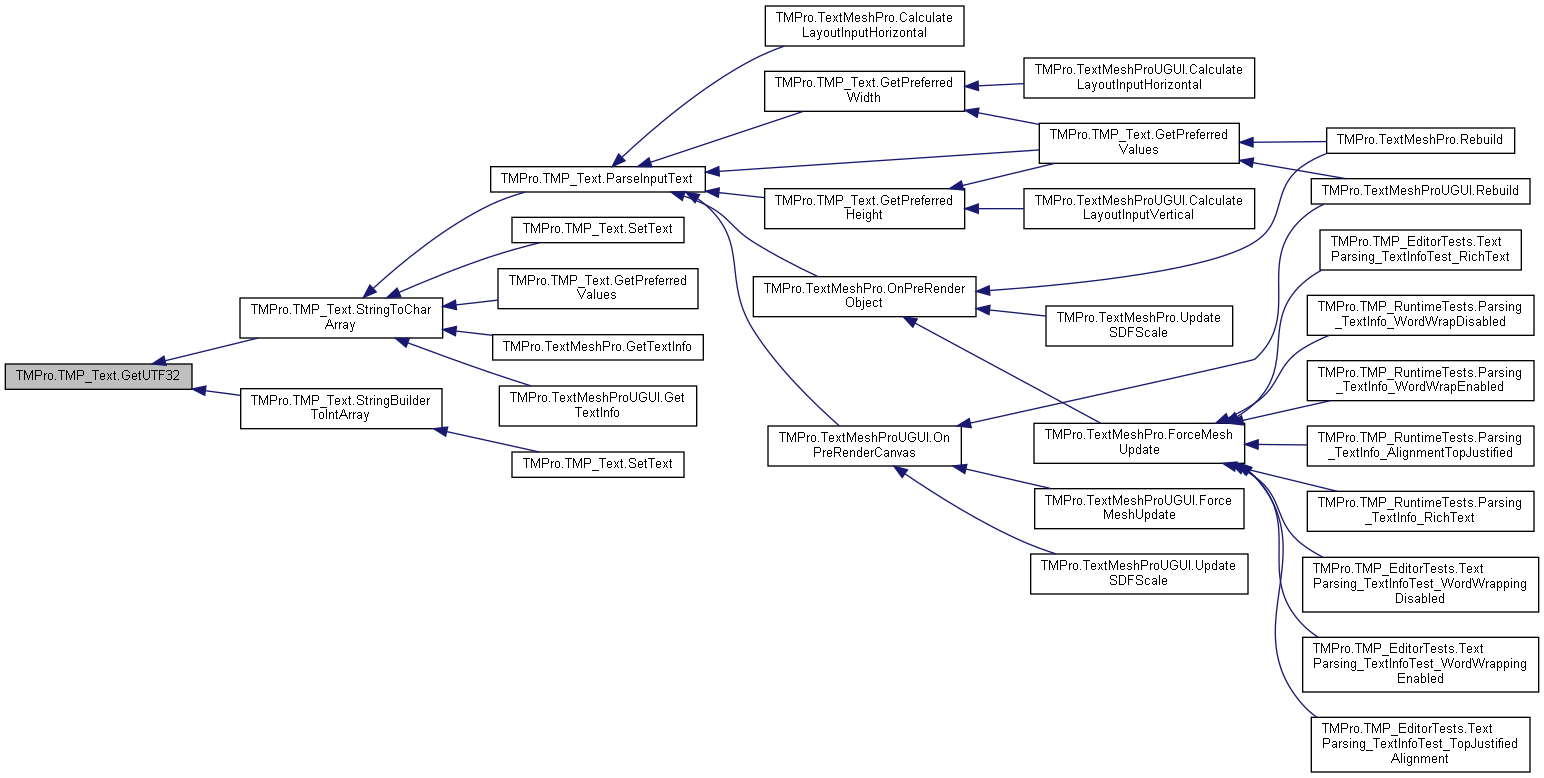 TMPro.TMP_Text.GetUTF32
TMPro.TMP_Text.StringToChar
Array
TMPro.TMP_Text.StringBuilder
ToIntArray
TMPro.TMP_Text.ParseInputText
TMPro.TMP_Text.SetText
TMPro.TMP_Text.GetPreferred
Values
TMPro.TextMeshPro.GetTextInfo
TMPro.TextMeshProUGUI.Get
TextInfo
TMPro.TMP_Text.SetText
TMPro.TextMeshPro.Calculate
LayoutInputHorizontal
TMPro.TMP_Text.GetPreferred
Width
TMPro.TMP_Text.GetPreferred
Height
TMPro.TextMeshPro.OnPreRender
Object
TMPro.TextMeshProUGUI.On
PreRenderCanvas
TMPro.TextMeshProUGUI.Calculate
LayoutInputHorizontal
TMPro.TMP_Text.GetPreferred
Values
TMPro.TextMeshProUGUI.Calculate
LayoutInputVertical
TMPro.TextMeshPro.Update
SDFScale
TMPro.TextMeshPro.ForceMesh
Update
TMPro.TextMeshProUGUI.Force
MeshUpdate
TMPro.TextMeshProUGUI.Update
SDFScale
TMPro.TextMeshPro.Rebuild
TMPro.TextMeshProUGUI.Rebuild
TMPro.TMP_EditorTests.Text
Parsing_TextInfoTest_RichText
TMPro.TMP_RuntimeTests.Parsing
_TextInfo_WordWrapDisabled
TMPro.TMP_RuntimeTests.Parsing
_TextInfo_WordWrapEnabled
TMPro.TMP_RuntimeTests.Parsing
_TextInfo_AlignmentTopJustified
TMPro.TMP_RuntimeTests.Parsing
_TextInfo_RichText
TMPro.TMP_EditorTests.Text
Parsing_TextInfoTest_WordWrapping
Disabled
TMPro.TMP_EditorTests.Text
Parsing_TextInfoTest_WordWrapping
Enabled
TMPro.TMP_EditorTests.Text
Parsing_TextInfoTest_TopJustified
Alignment